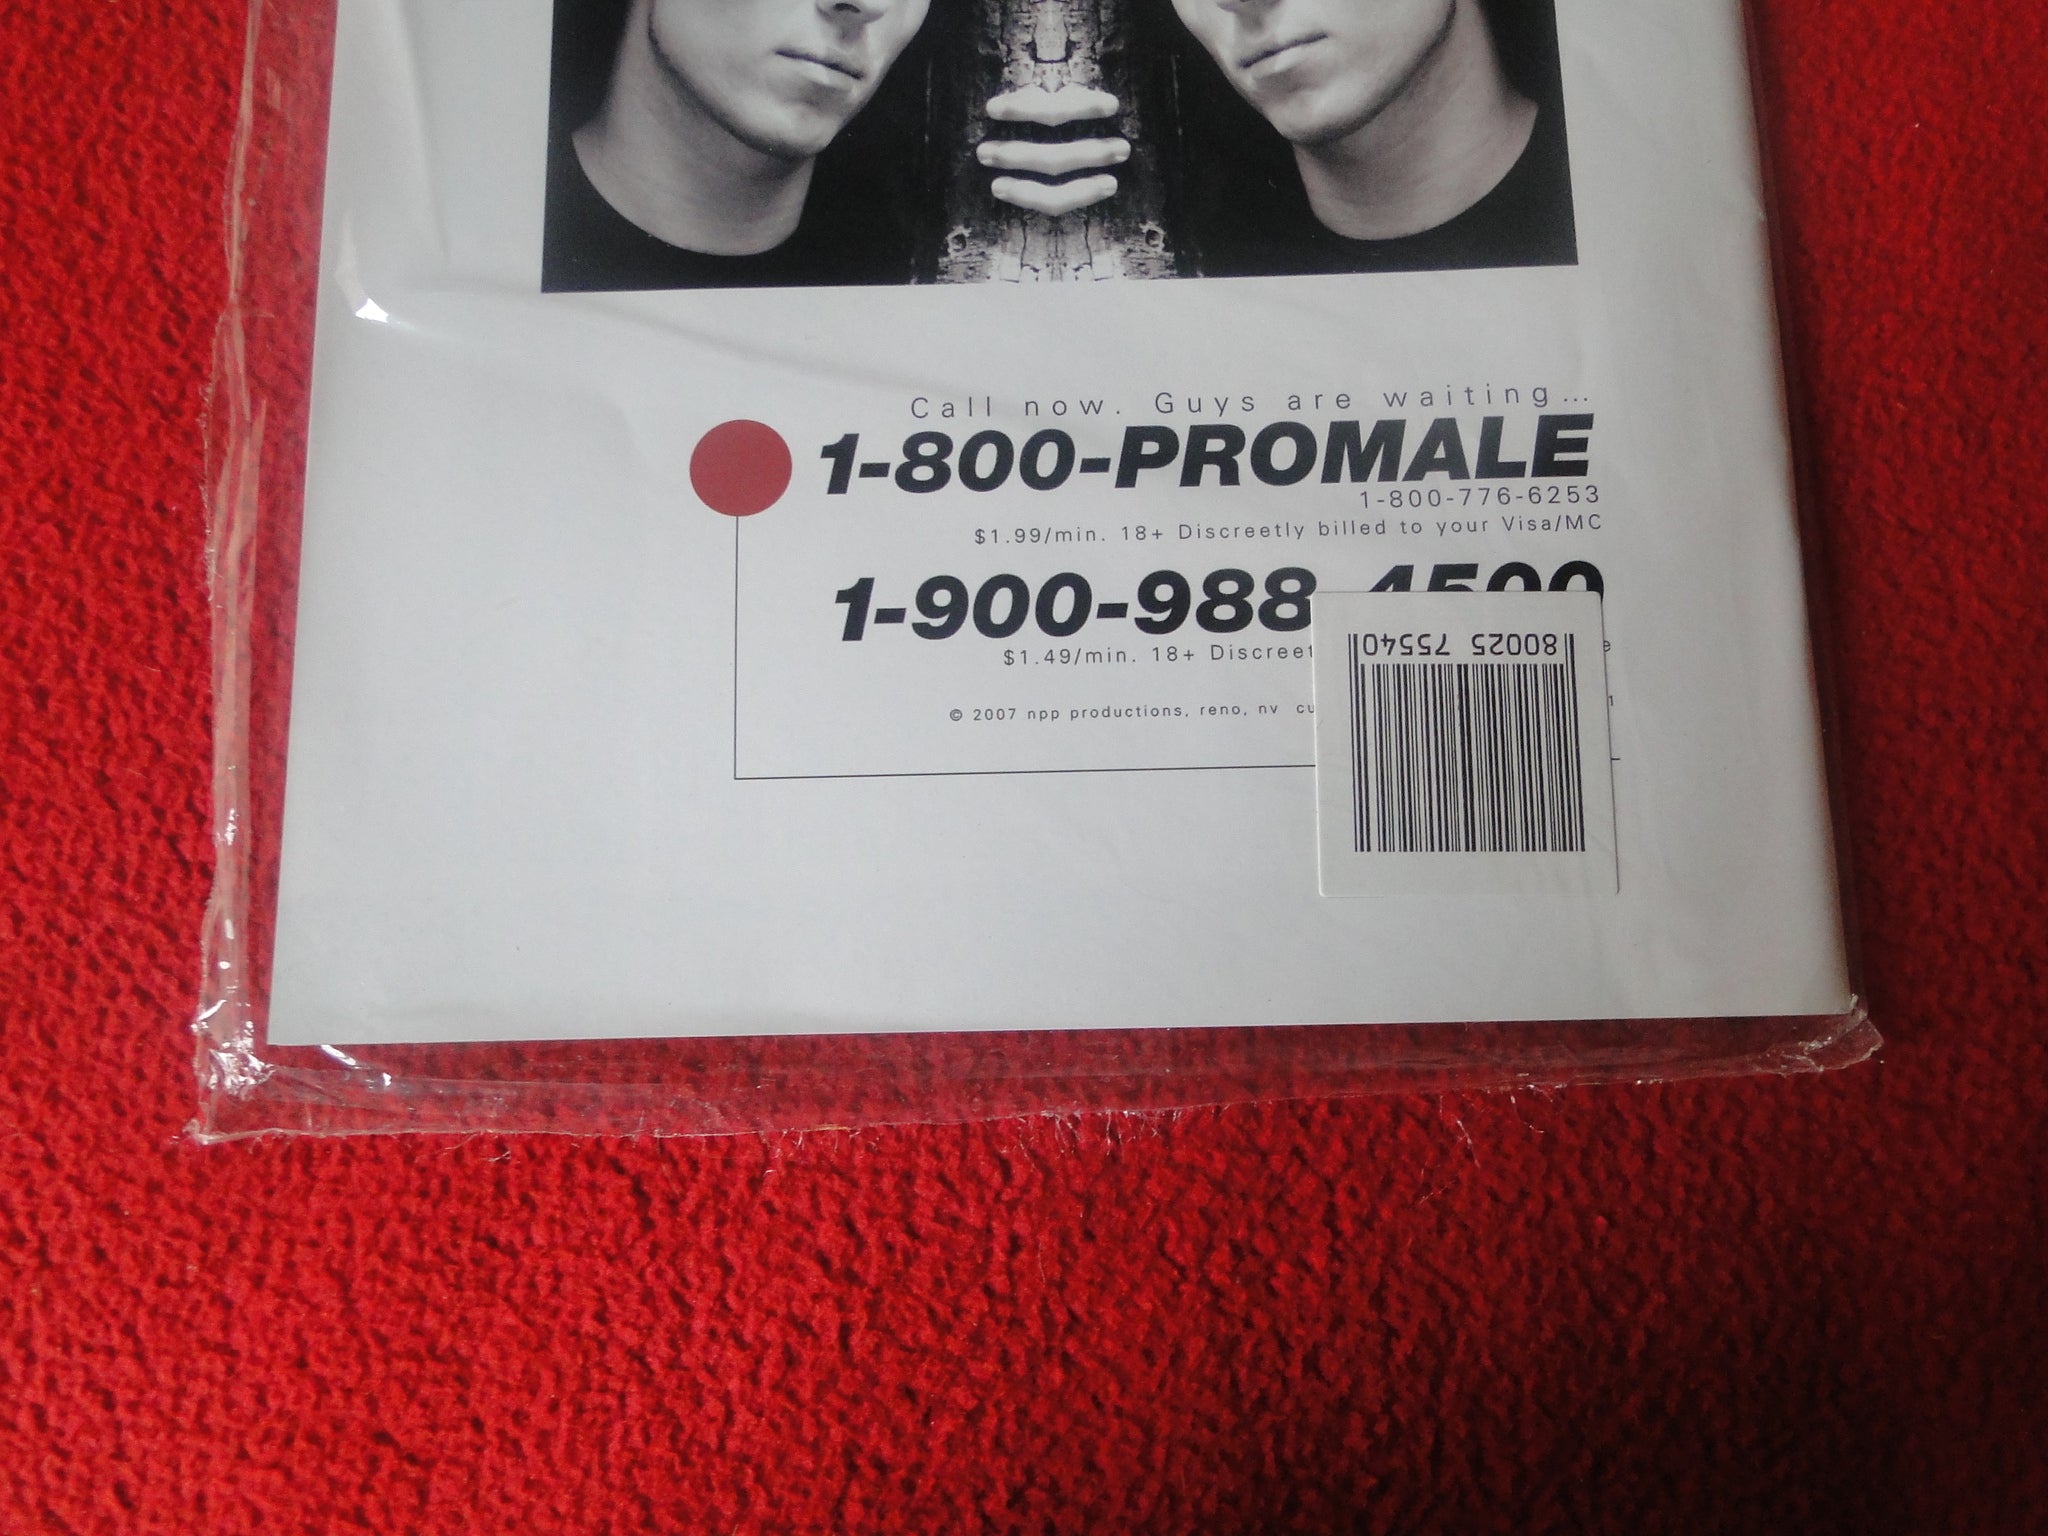 Call now. Guys are waiting...
1-800-PROMALE
1-800-776-6253
$1.99/min. 18+ Discreetly billed to your Visa/MC
1-900-988-4500
$1.49/min. 18+
© 2007 npp productions, reno, nv
80025 75540